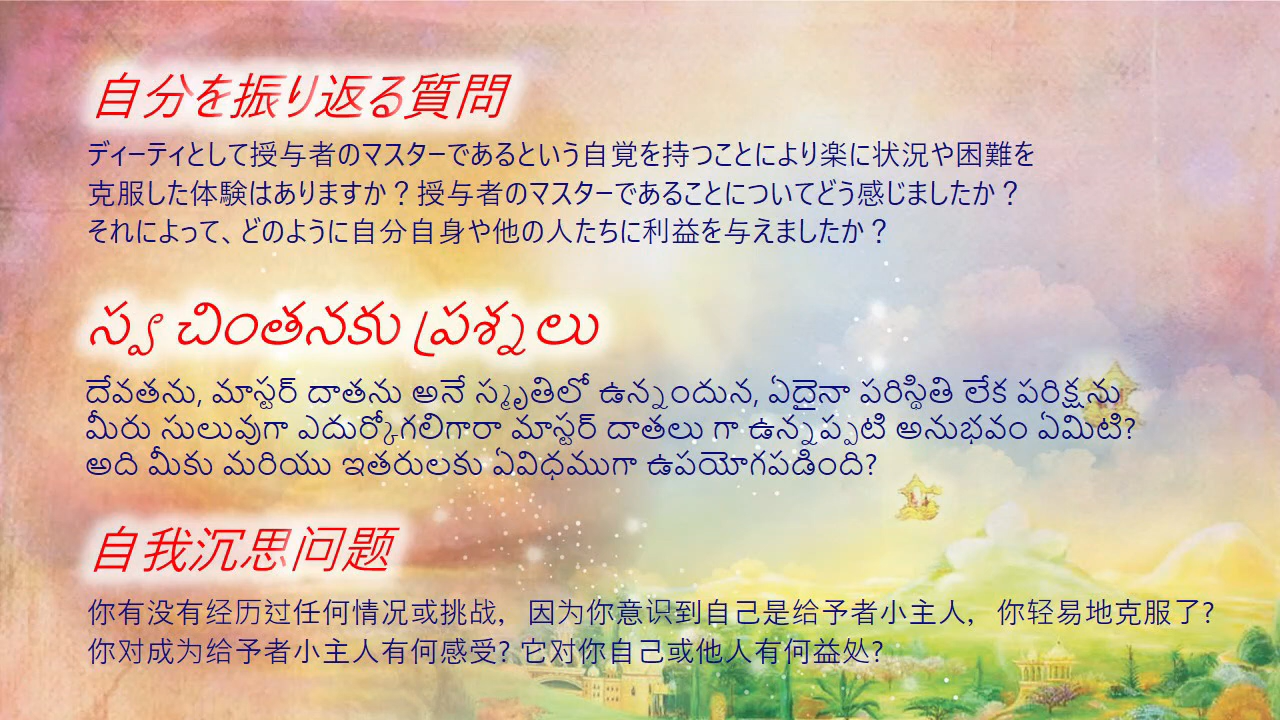 自分を振り返る質問
ディーティとして授与者のマスターであるという自覚を持つことにより楽に状況や困難を
克服した体験はありますか？授与者のマスターであることについてどう感じましたか？
それによって、どのように自分自身や他の人たちに利益を与えましたか？
స్వ చింతనకు ప్రశ్నలు
దేవతను, మాస్టర్ దాతను అనే స్మృతిలో ఉన్నందున, ఏదైనా పరిస్థితి లేక పరిక్షను
మీరు సులువుగా ఎదుర్కోగలిగారా మాస్టర్ దాతలు గా ఉన్నప్పటి అనుభవం ఏమిటి?
అది మీకు మరియు ఇతరులకు ఏవిధముగా ఉపయోగపడింది?
自我沉思问题
你有没有经历过任何情况或挑战，因为你意识到自己是给予者小主人，你轻易地克服了?
你对成为给予者小主人有何感受? 它对你自己或他人有何益处?